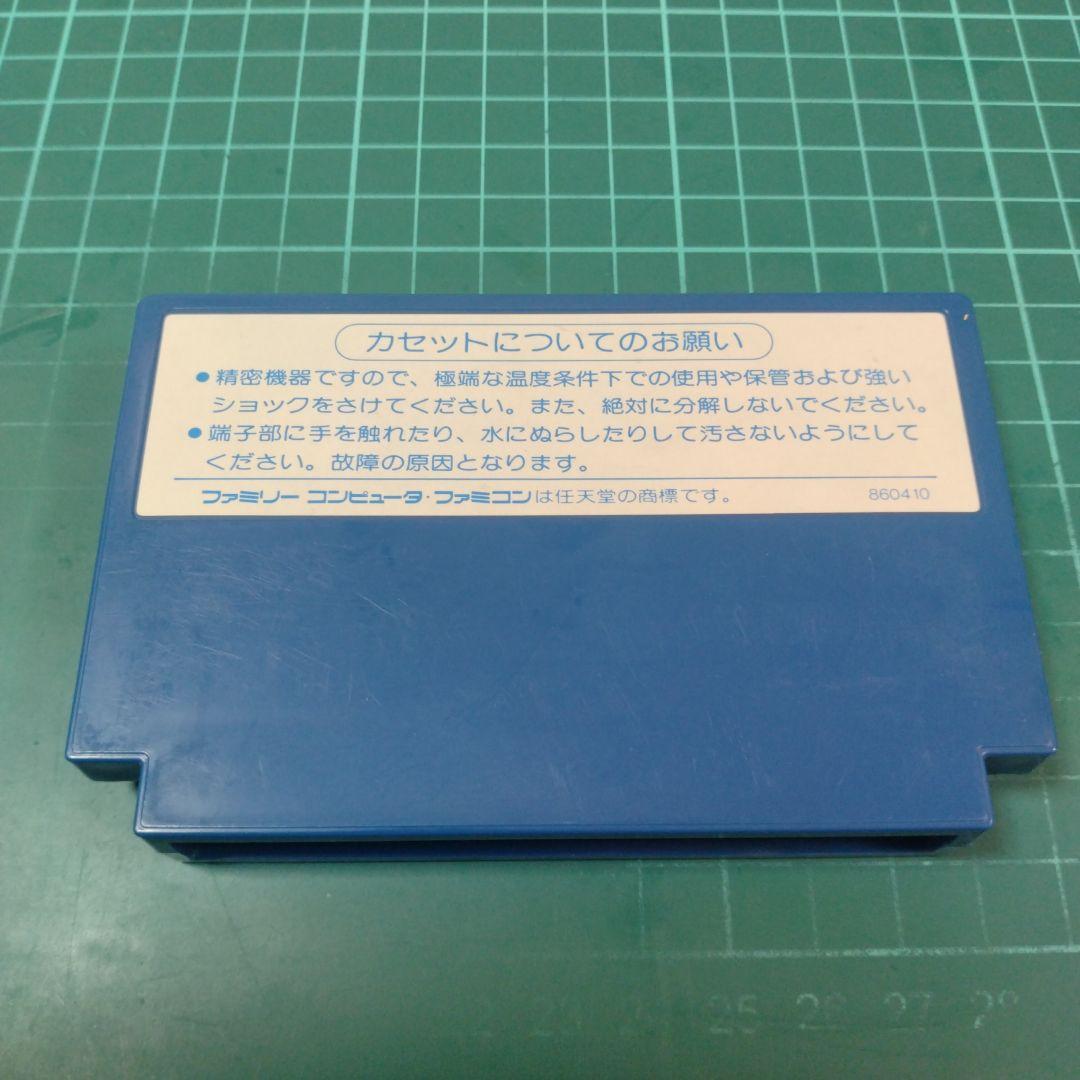 カセットについてのお願い
●精密機器ですので、極端な温度条件下での使用や保管および強い
ショックをさけてください。また、絶対に分解しないでください。
●端子部に手を触れたり、水にぬらしたりして汚さないようにして
ください。故障の原因となります。
ファミリー コンピュータ・ファミコンは任天堂の商標です。 860410
25 26 27 28